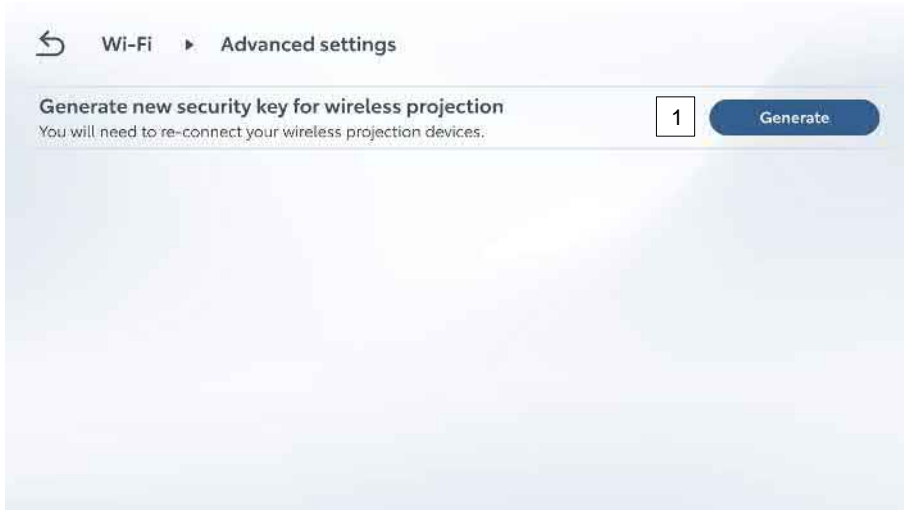 Wi-Fi ▸ Advanced settings
Generate new security key for wireless projection
You will need to re-connect your wireless projection devices.
1
Generate